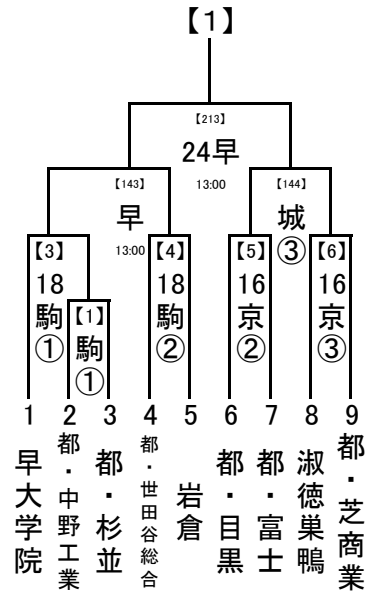 【1】
【213】
24早
13:00
【143】
早
13:00
【144】
城
③
【3】
18
駒
①
【4】
18
駒
②
【5】
16
京
②
【6】
16
京
③
【1】
駒
①
1 2 3 4 5 6 7 8 9
早大学院
都・中野工業
都・杉並
都・世田谷総合
岩倉
都・目黒
都・富士
淑徳巣鴨
都・芝商業